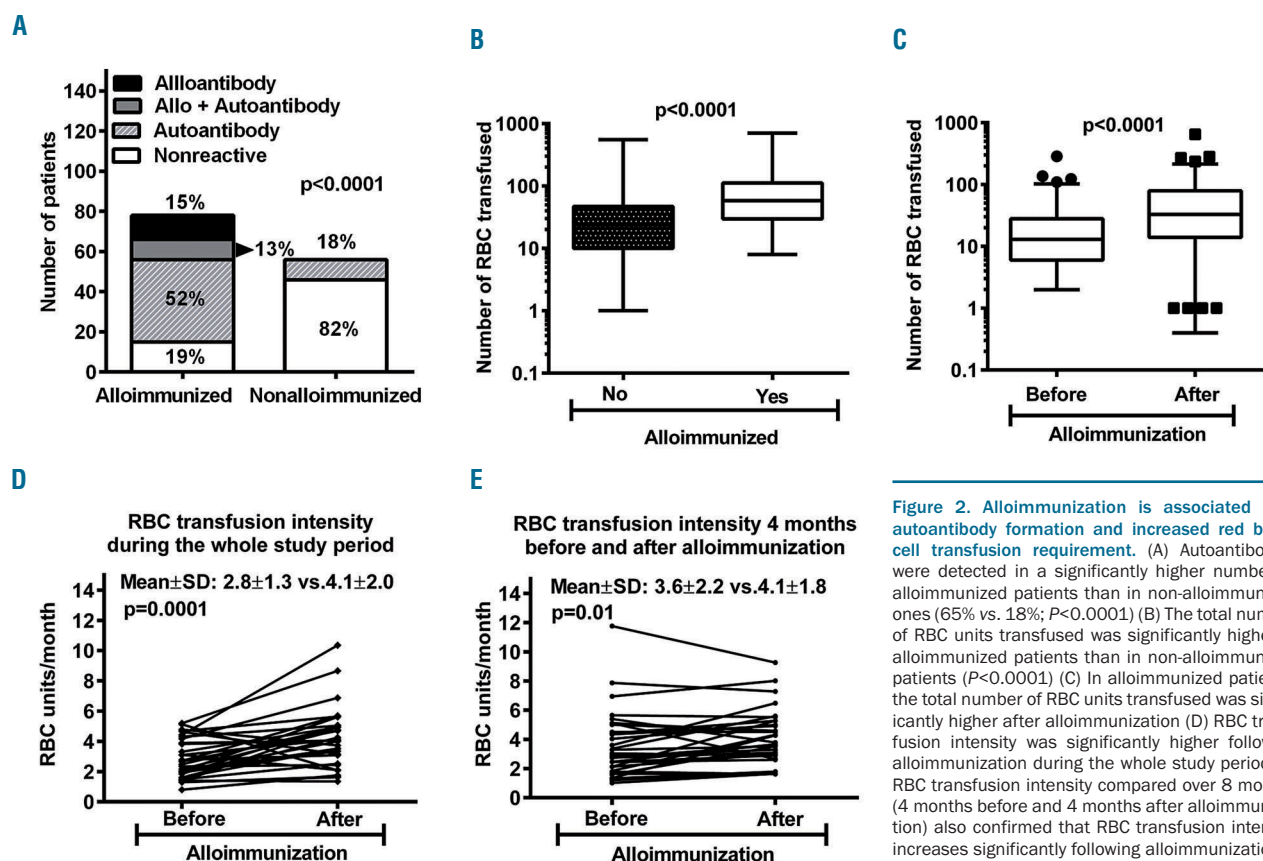 A
Allloantibody
Allo + Autoantibody
Autoantibody
Nonreactive
p<0.0001
Number of patients
140
120
100
80
60
40
20
0
15%
13%
52%
19%
18%
82%
Alloimmunized
Nonalloimmunized
B
p<0.0001
Number of RBC transfused
1000
100
10
1
0.1
No
Yes
Alloimmunized
C
p<0.0001
Number of RBC transfused
1000
100
10
1
0.1
Before
After
Alloimmunization
D
RBC transfusion intensity
during the whole study period
Mean±SD: 2.8±1.3 vs.4.1±2.0
p=0.0001
RBC units/month
14
12
10
8
6
4
2
0
Before
After
Alloimmunization
E
RBC transfusion intensity 4 months
before and after alloimmunization
Mean±SD: 3.6±2.2 vs.4.1±1.8
p=0.01
RBC units/month
14
12
10
8
6
4
2
0
Before
After
Alloimmunization
Figure 2. Alloimmunization is associated
autoantibody formation and increased red b
cell transfusion requirement. (A) Autoantibo
were detected in a significantly higher numbe
alloimmunized patients than in non-alloimmun
ones (65% vs. 18%; P<0.0001) (B) The total num
of RBC units transfused was significantly highe
alloimmunized patients than in non-alloimmun
patients (P<0.0001) (C) In alloimmunized patie
the total number of RBC units transfused was si
icantly higher after alloimmunization (D) RBC tr
fusion intensity was significantly higher follow
alloimmunization during the whole study period
RBC transfusion intensity compared over 8 mo
(4 months before and 4 months after alloimmur
tion) also confirmed that RBC transfusion inter
increases significantly following alloimmunizatio